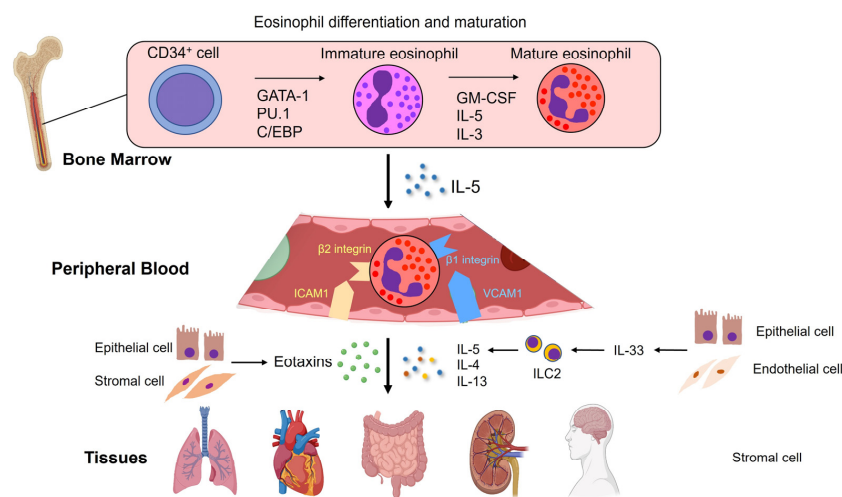 Eosinophil differentiation and maturation
CD34⁺ cell
Immature eosinophil
Mature eosinophil
GATA-1
PU.1
C/EBP
GM-CSF
IL-5
IL-3
Bone Marrow
IL-5
Peripheral Blood
β2 integrin
β1 integrin
ICAM1
VCAM1
Epithelial cell
Stromal cell
Eotaxins
IL-5
IL-4
IL-13
ILC2
IL-33
Epithelial cell
Endothelial cell
Tissues
Stromal cell